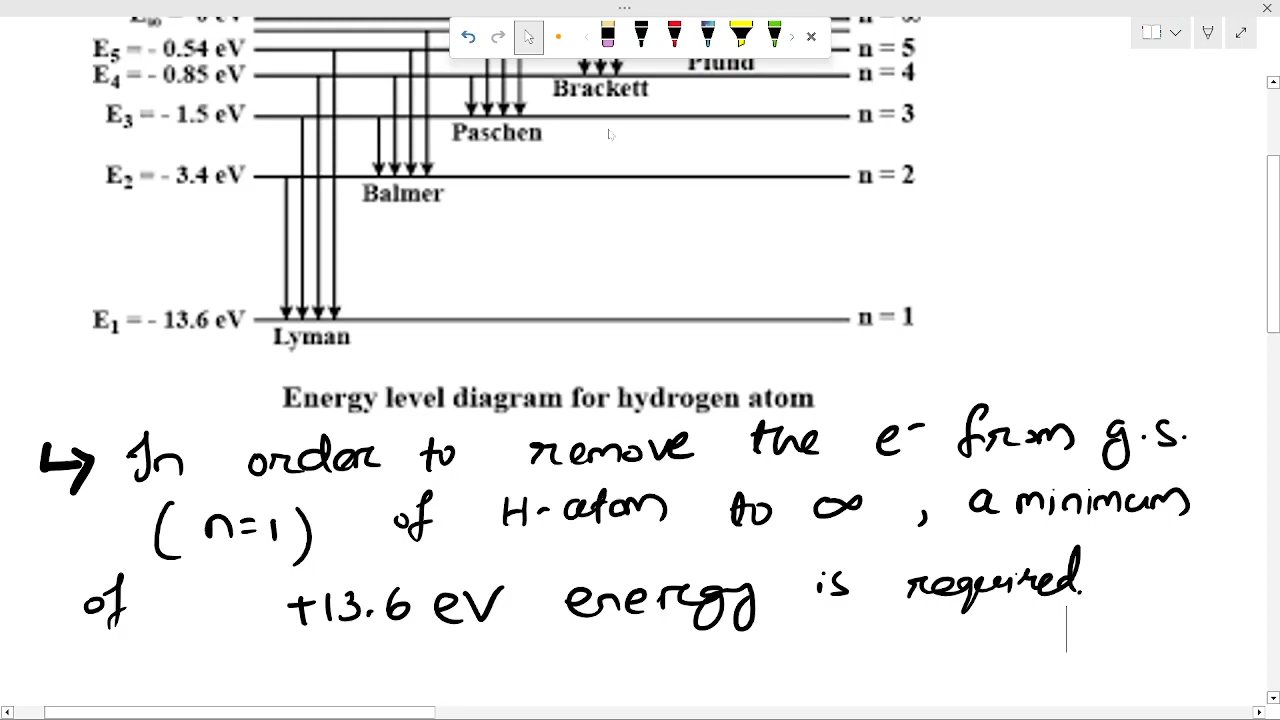 E∞ = 0 eV n = ∞
E5 = - 0.54 eV n = 5
Pfund
E4 = - 0.85 eV n = 4
Brackett
E3 = - 1.5 eV n = 3
Paschen
E2 = - 3.4 eV n = 2
Balmer
E1 = - 13.6 eV n = 1
Lyman
Energy level diagram for hydrogen atom
↳ In order to remove the e- from g.s.
(n=1) of H-atom to ∞, a minimum
of +13.6 eV energy is required.